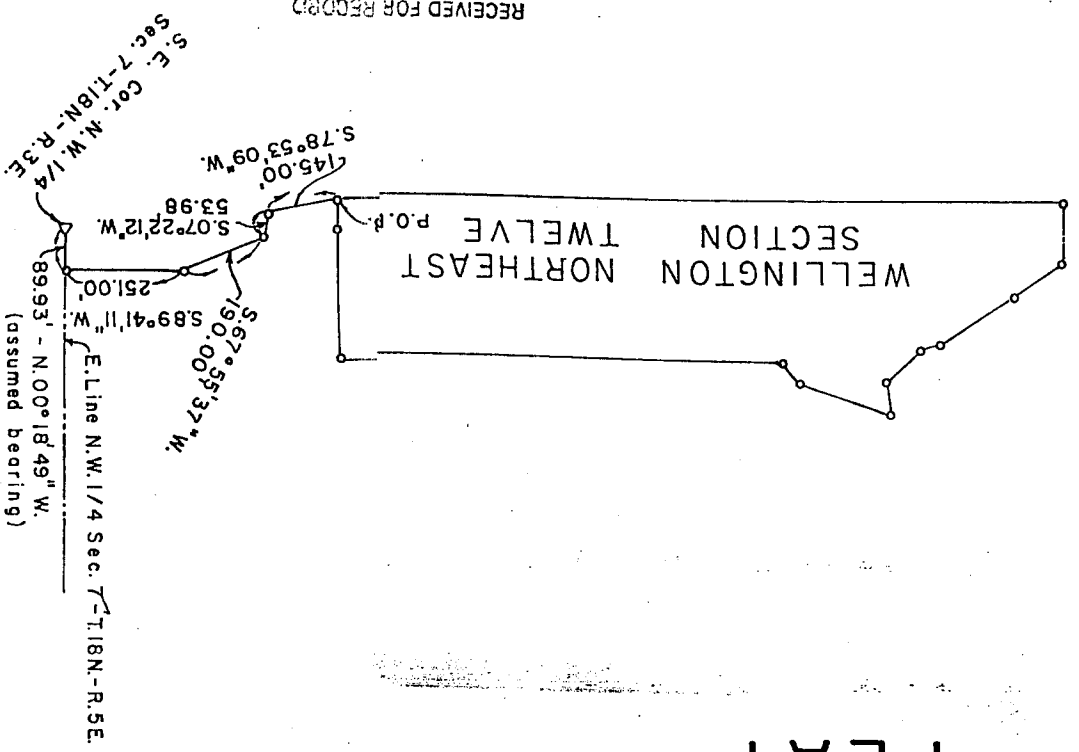 PLAT
E. Line N.W. 1/4 Sec. 7-T.18N.-R.5E.
89.93' - N.00°18'49" W.
(assumed bearing)
S.67°55'37" W.
190.00'
S.89°41'11" W.
251.00'
WELLINGTON NORTHEAST
SECTION TWELVE
P.O.B.
S.07°22'12" W.
53.98
145.00'
S.78°53'09" W.
S.E. Cor. N.W. 1/4
Sec. 7-T.18N.-R.3E.
RECEIVED FOR RECORD